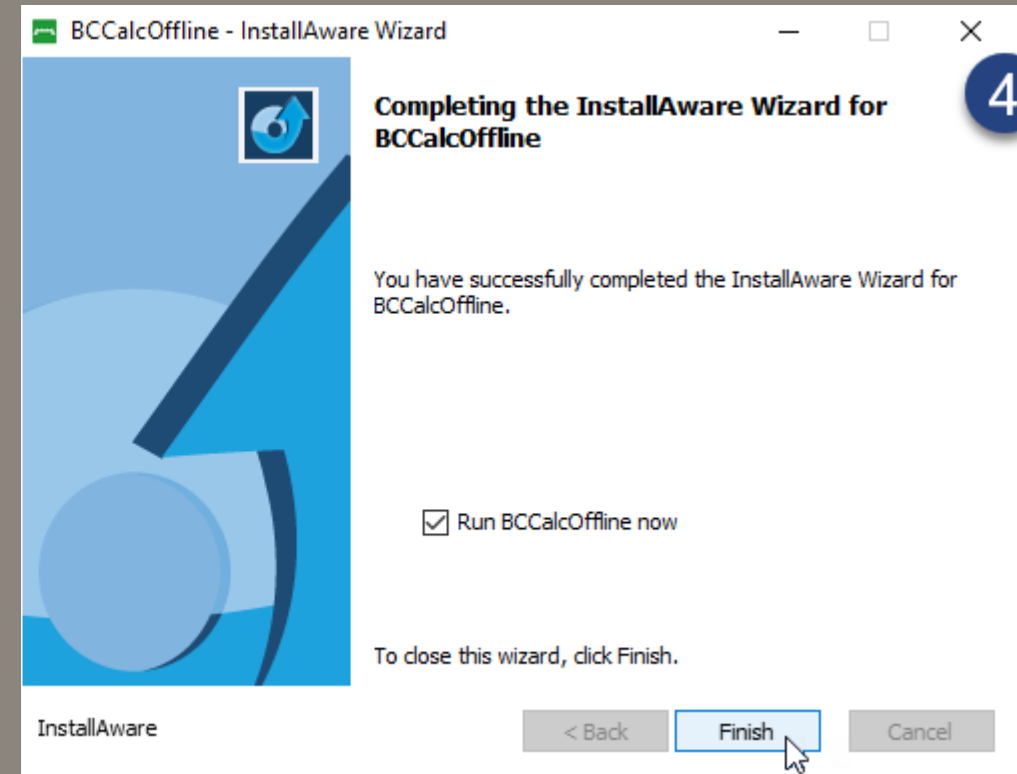 BCCalcOffline - InstallAware Wizard
4
Completing the InstallAware Wizard for
BCCalcOffline
You have successfully completed the InstallAware Wizard for
BCCalcOffline.
Run BCCalcOffline now
To close this wizard, click Finish.
InstallAware
< Back Finish Cancel